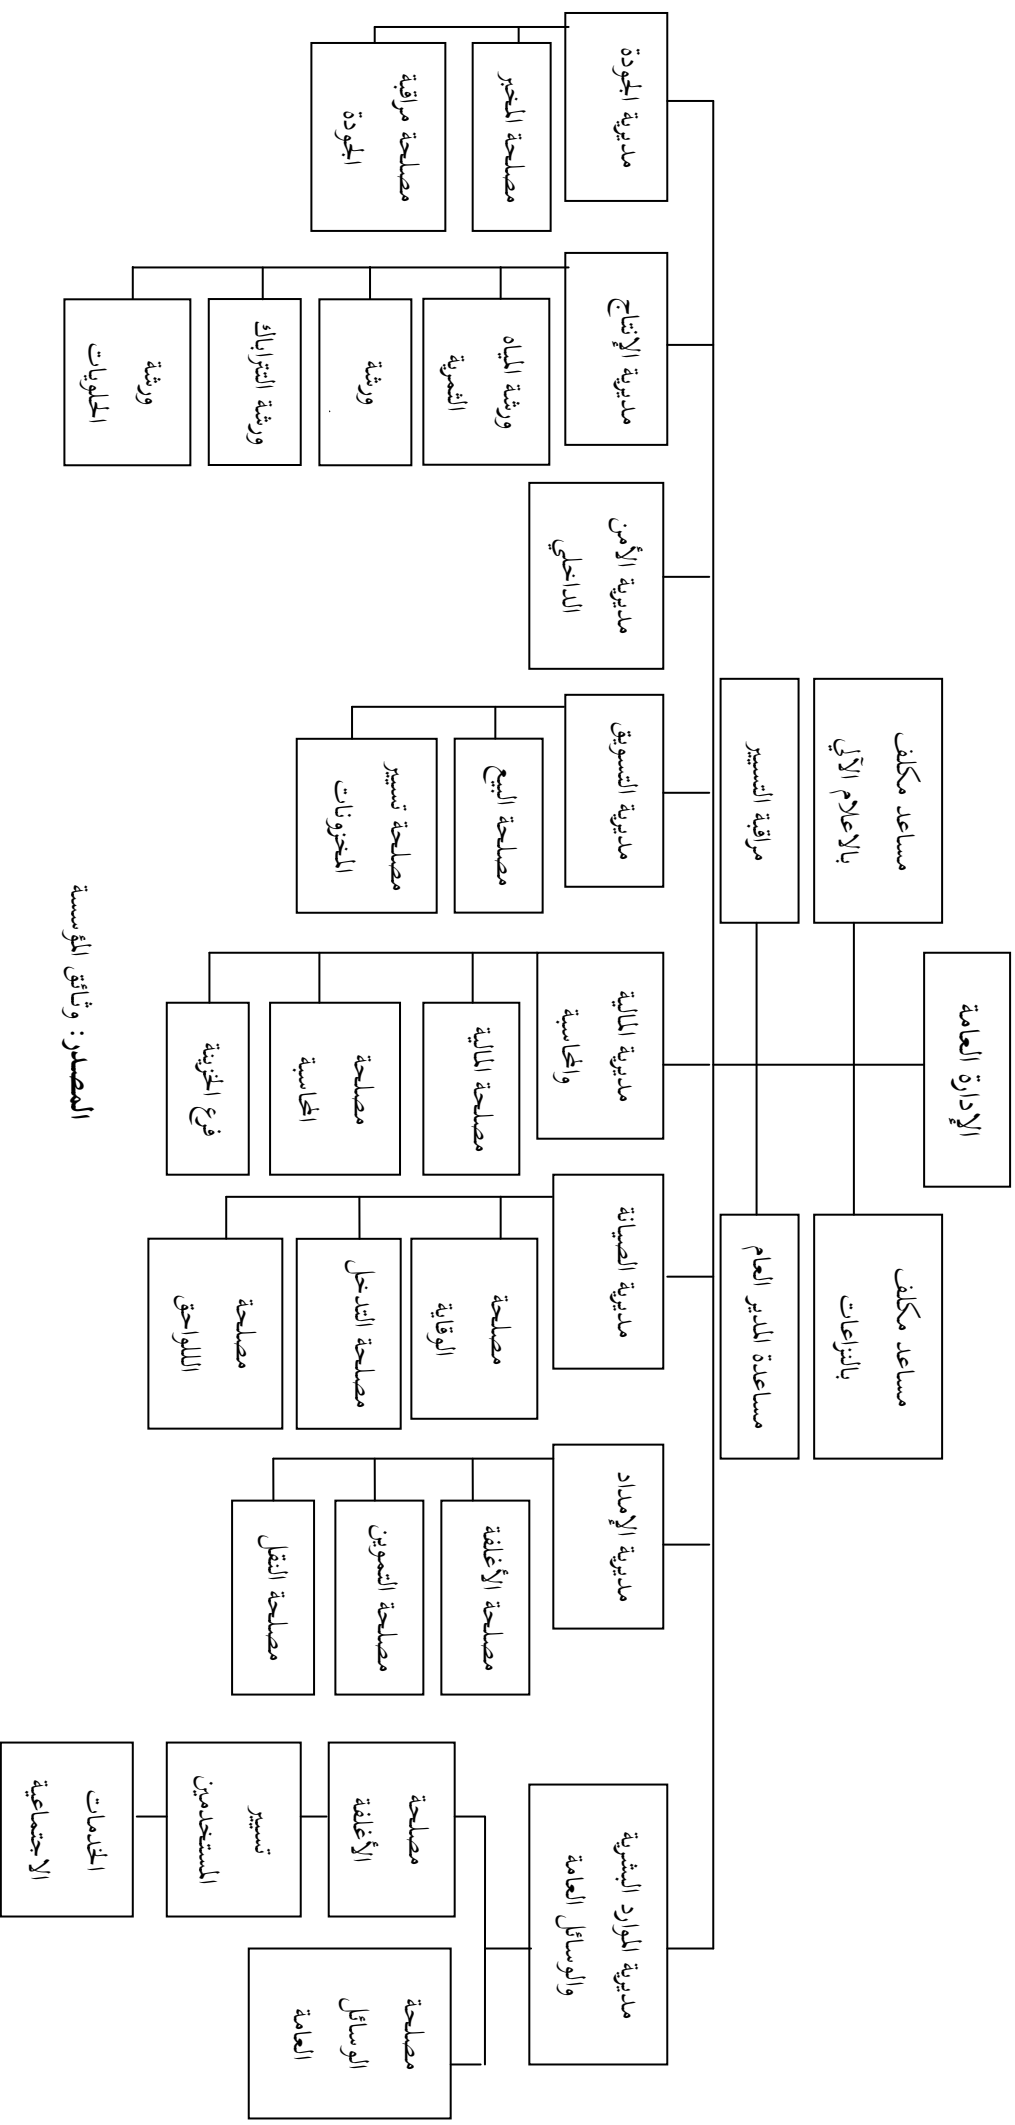 الإدارة العامة
مساعد مكلف
بالنزاعات
مساعد مكلف
بالاعلام الآلي
مساعدة المدير العام
مراقبة التسيير
مديرية الموارد البشرية
والوسائل العامة
مصلحة
الوسائل
العامة
مصلحة
الأغلفة
تسيير
المستخدمين
الخدمات
الاجتماعية
مديرية الإمداد
مصلحة الأغلفة
مصلحة التموين
مصلحة النقل
مديرية الصيانة
مصلحة
الوقاية
مصلحة التدخل
مصلحة
الللواحق
مديرية المالية
والمحاسبة
مصلحة المالية
مصلحة
المحاسبة
فرع الخزينة
مديرية التسويق
مصلحة البيع
مصلحة تسيير
المخزونات
مديرية الأمن
الداخلي
مديرية الإنتاج
ورشة المياه
الثمرية
ورشة
ورشة التتراباك
ورشة
الحلويات
مديرية الجودة
مصلحة المخبر
مصلحة مراقبة
الجودة
المصدر: وثائق المؤسسة